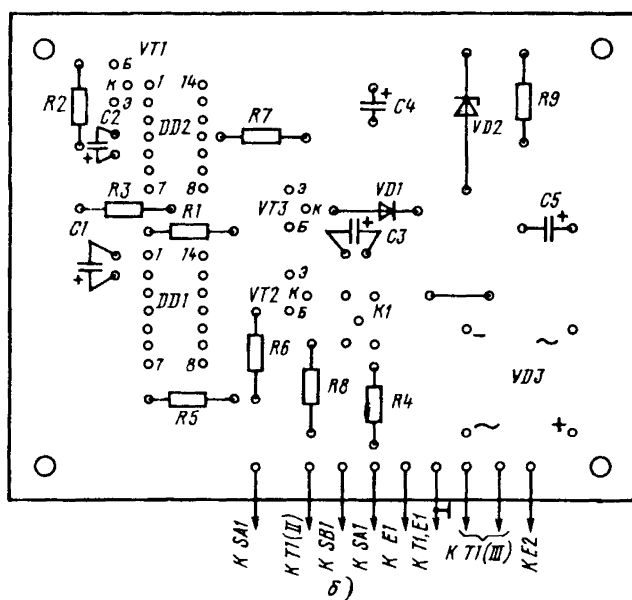 VT1
Б
К
Э
R2
C2
+
1 14
DD2
7 8
R7
C4
+
VD2
R9
R3
R1
C1
+
VT3
Э
К
Б
VD1
C3
+
C5
+
1 14
DD1
7 8
VT2
Э
К
Б
K1
R6
R8
R4
R5
VD3
− ~
~ +
К SA1
К T1(II)
К SB1
К SA1
К E1
К T1,E1
К T1(III)
К E2
б)